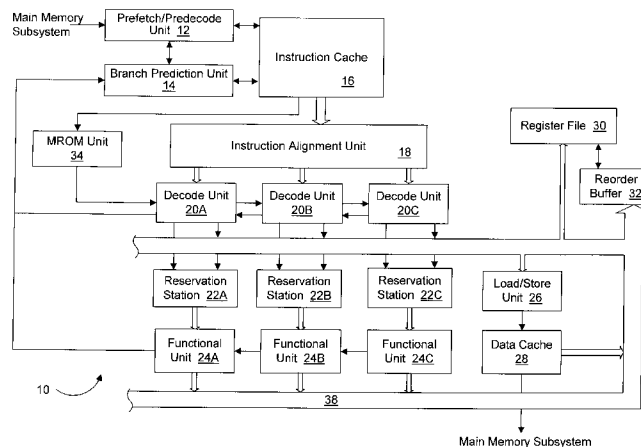 Main Memory
Subsystem
Prefetch/Predecode
Unit 12
Branch Prediction Unit
14
Instruction Cache
16
MROM Unit
34
Instruction Alignment Unit
18
Register File 30
Reorder
Buffer 32
Decode Unit
20A
Decode Unit
20B
Decode Unit
20C
Reservation
Station 22A
Reservation
Station 22B
Reservation
Station 22C
Load/Store
Unit 26
Functional
Unit 24A
Functional
Unit 24B
Functional
Unit 24C
Data Cache
28
10
38
Main Memory Subsystem